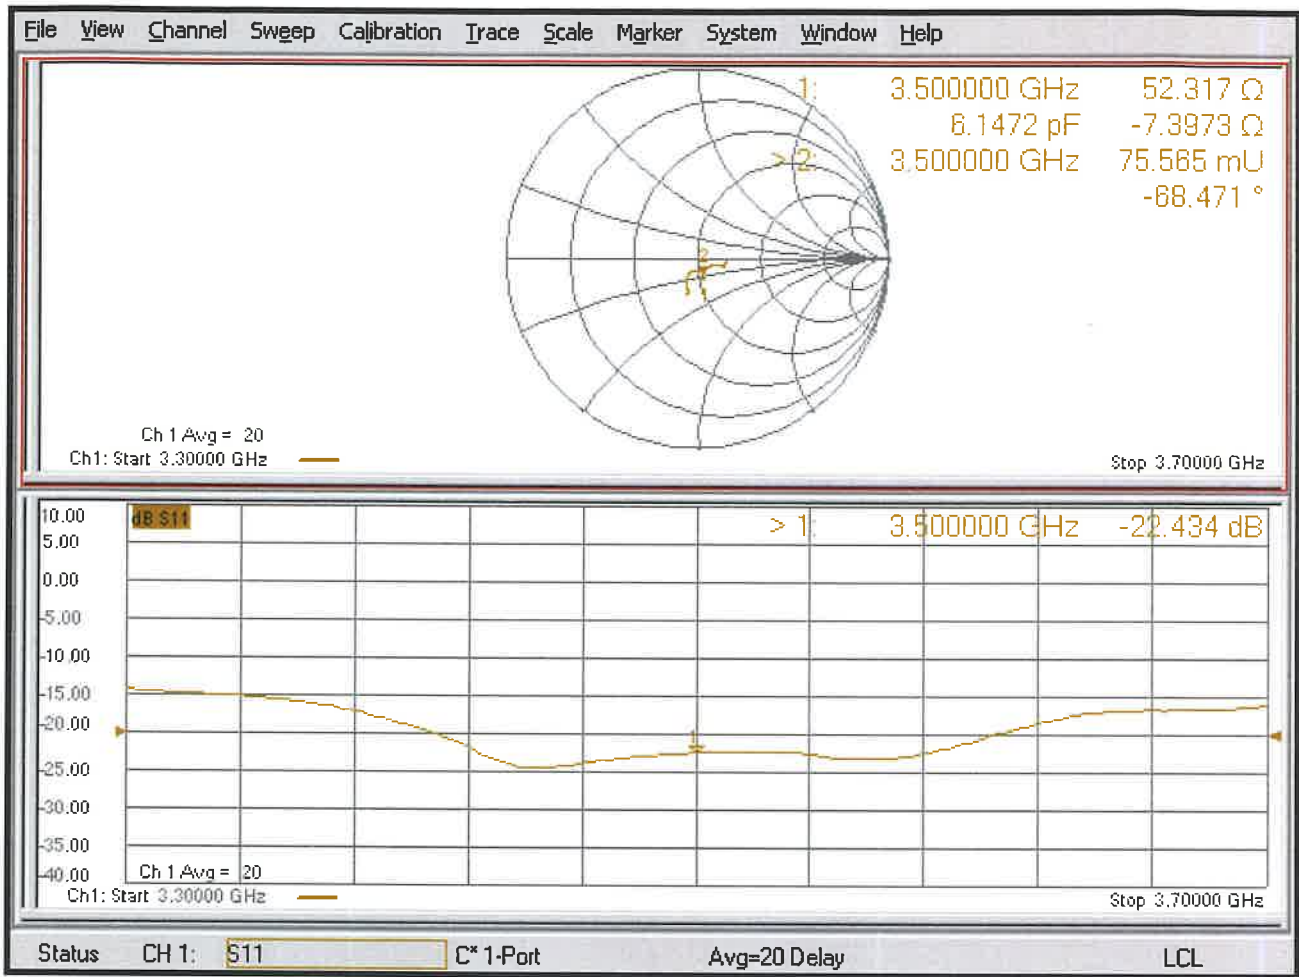 File View Channel Sweep Calibration Trace Scale Marker System Window Help
1: 3.500000 GHz 52.317 Ω
6.1472 pF -7.3973 Ω
> 2: 3.500000 GHz 75.565 mU
-68.471 °
2
Ch 1 Avg = 20
Ch1: Start 3.30000 GHz
Stop 3.70000 GHz
10.00
dB S11
> 1: 3.500000 GHz -22.434 dB
5.00
0.00
-5.00
-10.00
-15.00
-20.00
1
-25.00
-30.00
-35.00
-40.00
Ch 1 Avg = 20
Ch1: Start 3.30000 GHz
Stop 3.70000 GHz
Status CH 1: S11 C* 1-Port Avg=20 Delay LCL